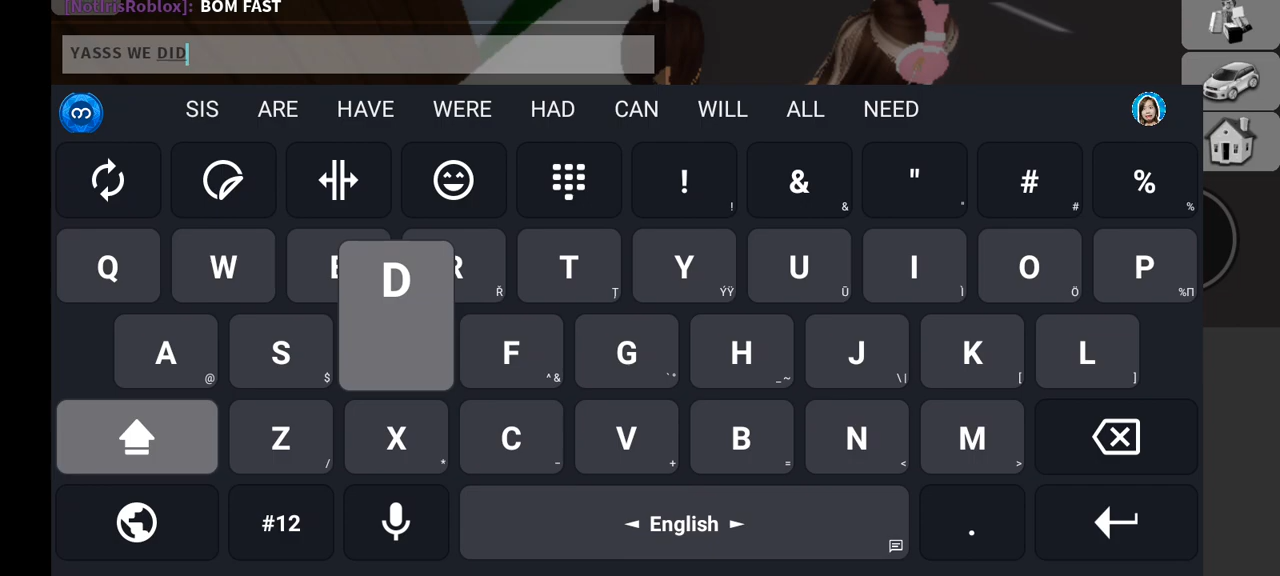 [NotIrisRoblox]: BOM FAST
YASSS WE DID
SIS ARE HAVE WERE HAD CAN WILL ALL NEED
! & " # %
Q W E R T Y U I O P
A S D F G H J K L
Z X C V B N M
#12 ◄ English ► .